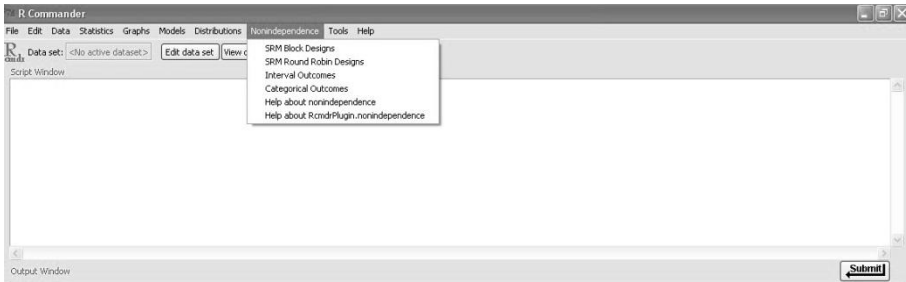 R Commander
File Edit Data Statistics Graphs Models Distributions Nonindependence Tools Help
R Data set: <No active dataset> Edit data set View
cmdr
SRM Block Designs
SRM Round Robin Designs
Interval Outcomes
Categorical Outcomes
Help about nonindependence
Help about RcmdrPlugin.nonindependence
Script Window
Output Window
Submit